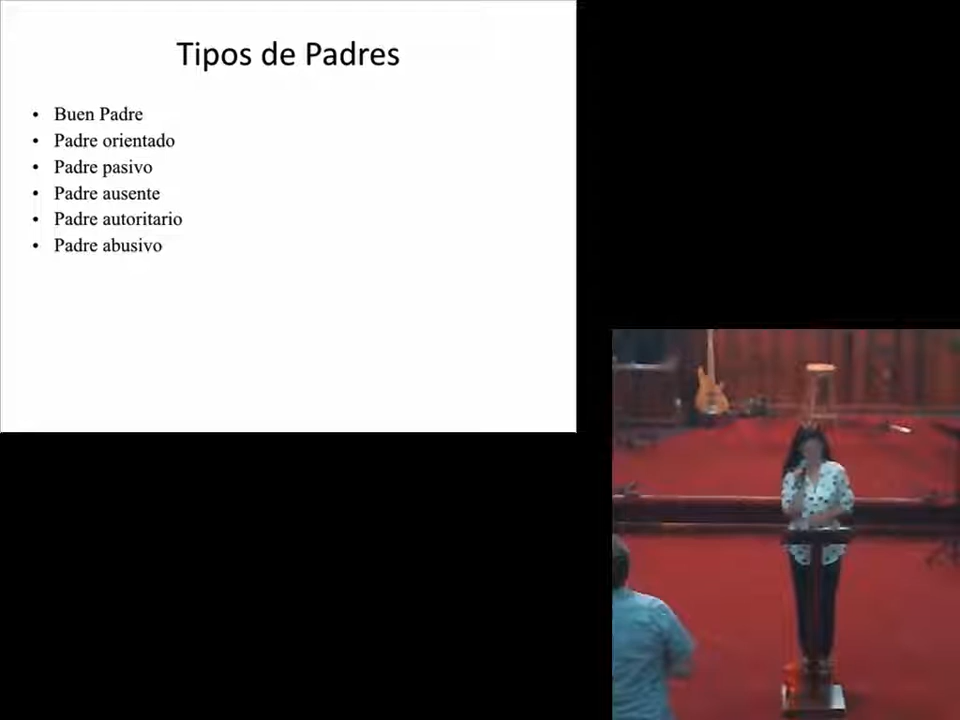 Tipos de Padres
• Buen Padre
• Padre orientado
• Padre pasivo
• Padre ausente
• Padre autoritario
• Padre abusivo